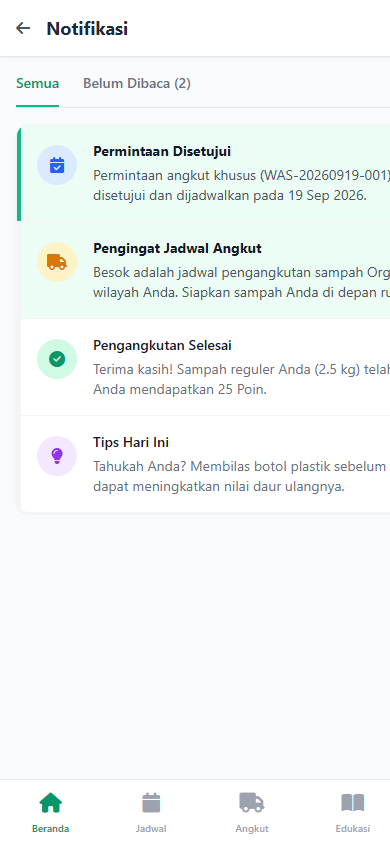 Notifikasi
Semua
Belum Dibaca (2)
Permintaan Disetujui
Permintaan angkut khusus (WAS-20260919-001)
disetujui dan dijadwalkan pada 19 Sep 2026.
Pengingat Jadwal Angkut
Besok adalah jadwal pengangkutan sampah Org
wilayah Anda. Siapkan sampah Anda di depan ru
Pengangkutan Selesai
Terima kasih! Sampah reguler Anda (2.5 kg) telah
Anda mendapatkan 25 Poin.
Tips Hari Ini
Tahukah Anda? Membilas botol plastik sebelum
dapat meningkatkan nilai daur ulangnya.
Beranda
Jadwal
Angkut
Edukasi